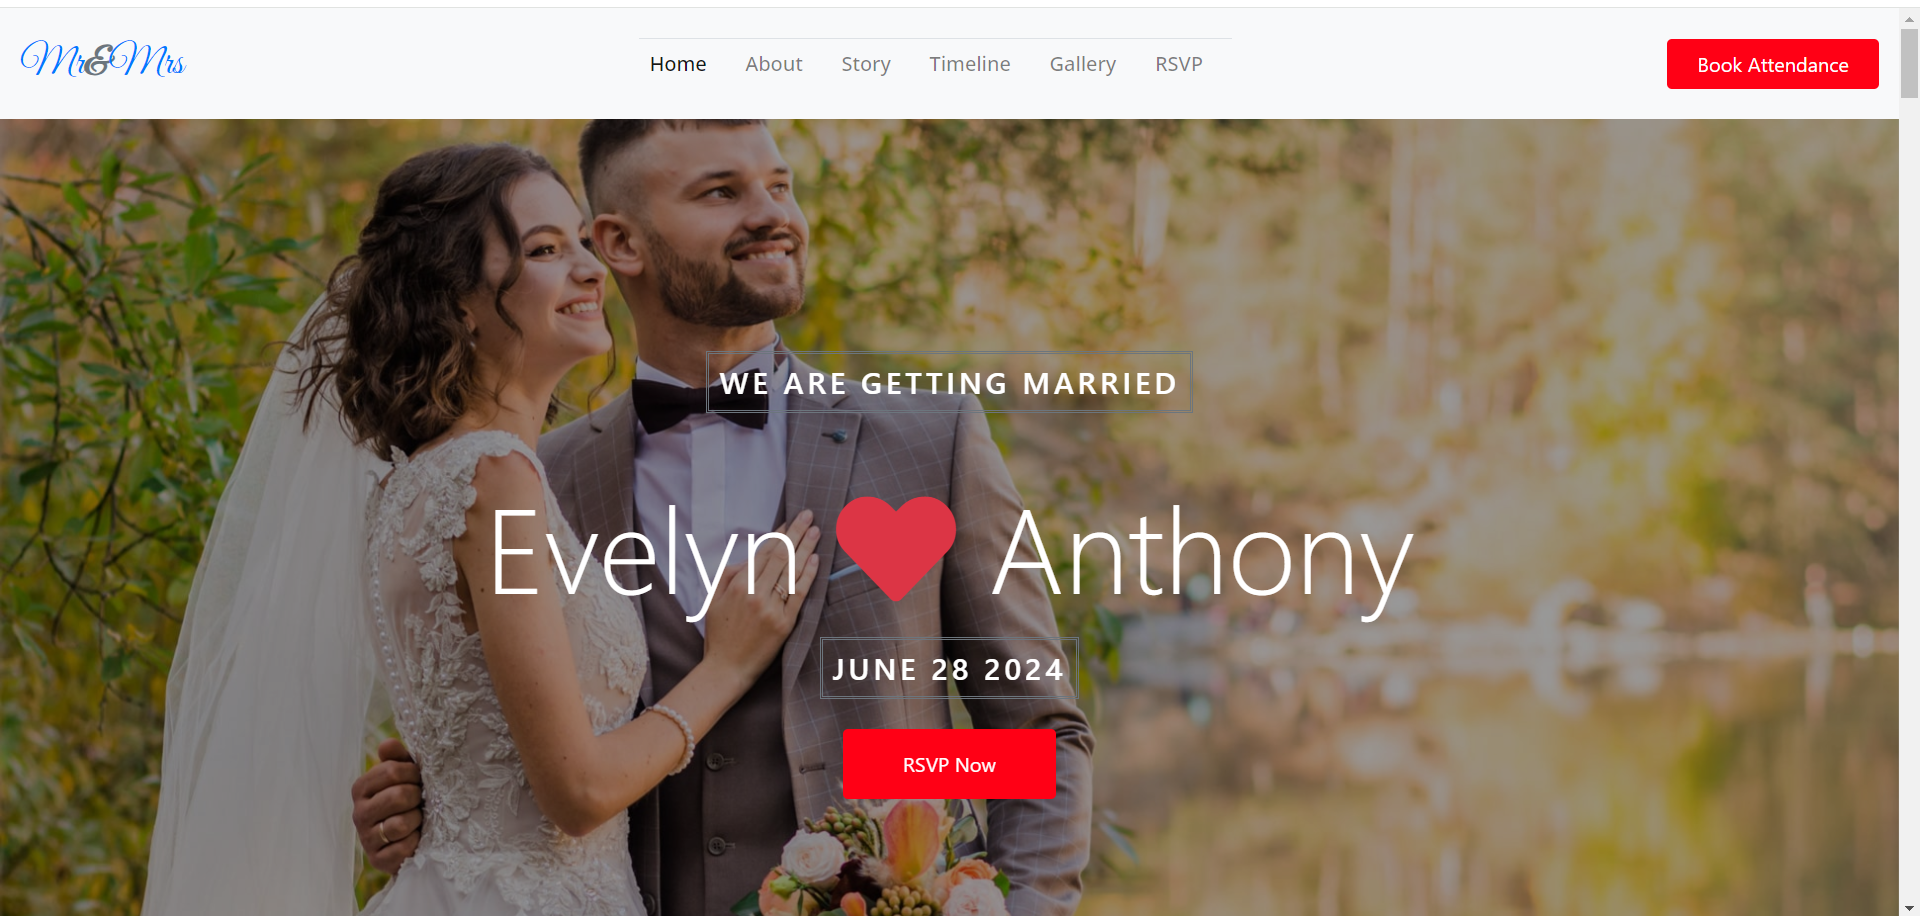 Mr&Mrs
Home About Story Timeline Gallery RSVP
Book Attendance
WE ARE GETTING MARRIED
Evelyn Anthony
JUNE 28 2024
RSVP Now